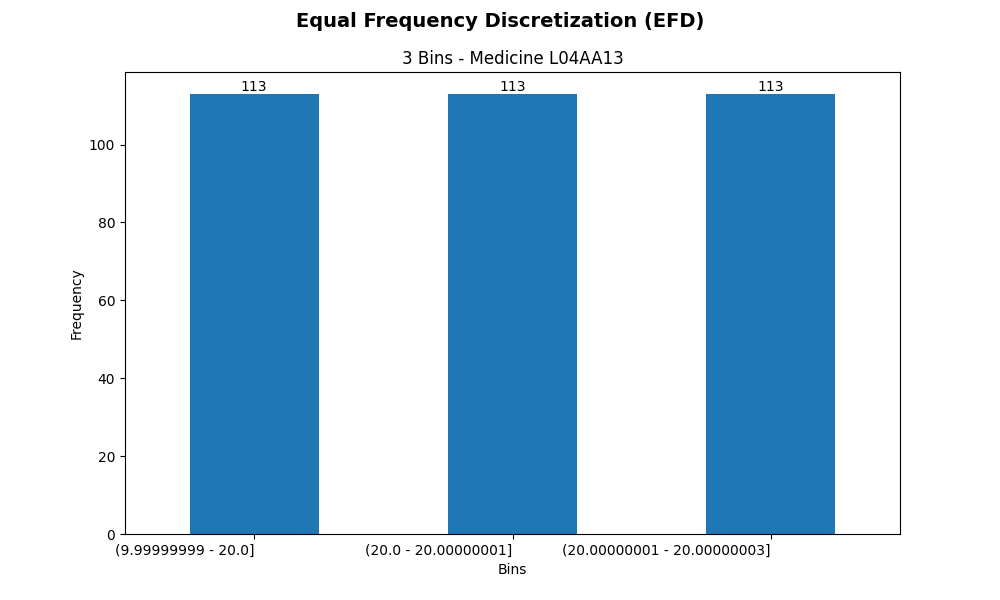 Equal Frequency Discretization (EFD)
3 Bins - Medicine L04AA13
113 113 113
Frequency
100
80
60
40
20
0
(9.99999999 - 20.0] (20.0 - 20.00000001] (20.00000001 - 20.00000003]
Bins